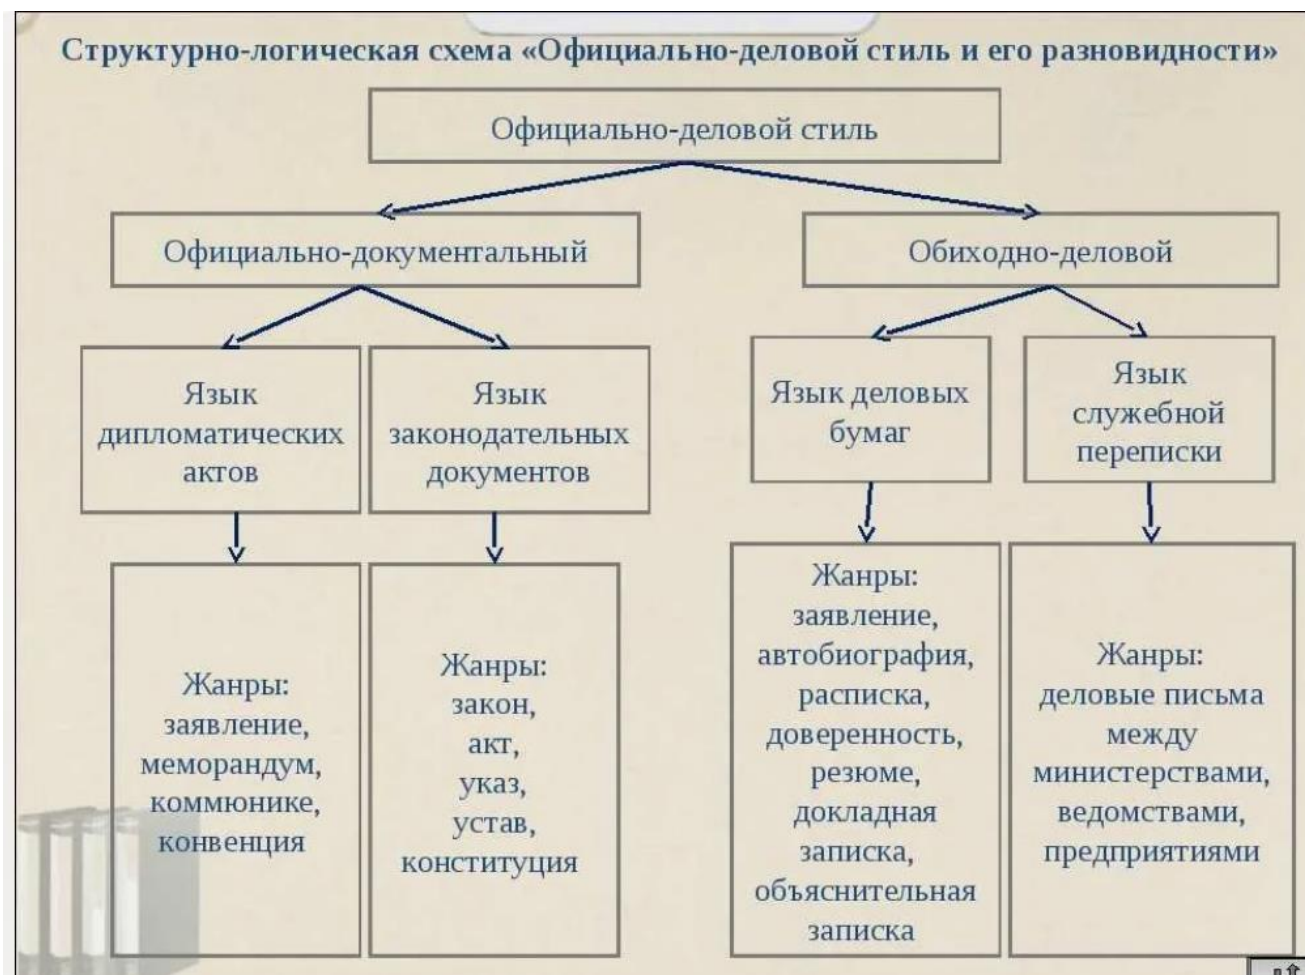 Структурно-логическая схема «Официально-деловой стиль и его разновидности»
Официально-деловой стиль
Официально-документальный
Обиходно-деловой
Язык
дипломатических
актов
Язык
законодательных
документов
Язык деловых
бумаг
Язык
служебной
переписки
Жанры:
заявление,
меморандум,
коммюнике,
конвенция
Жанры:
закон,
акт,
указ,
устав,
конституция
Жанры:
заявление,
автобиография,
расписка,
доверенность,
резюме,
докладная
записка,
объяснительная
записка
Жанры:
деловые письма
между
министерствами,
ведомствами,
предприятиями